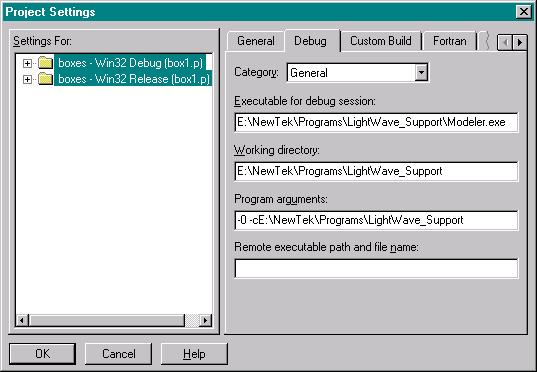 Project Settings
Settings For:
boxes - Win32 Debug (box1.p)
boxes - Win32 Release (box1.p)
General Debug Custom Build Fortran
Category: General
Executable for debug session:
E:\NewTek\Programs\LightWave_Support\Modeler.exe
Working directory:
E:\NewTek\Programs\LightWave_Support
Program arguments:
-0 -cE:\NewTek\Programs\LightWave_Support
Remote executable path and file name:
OK Cancel Help